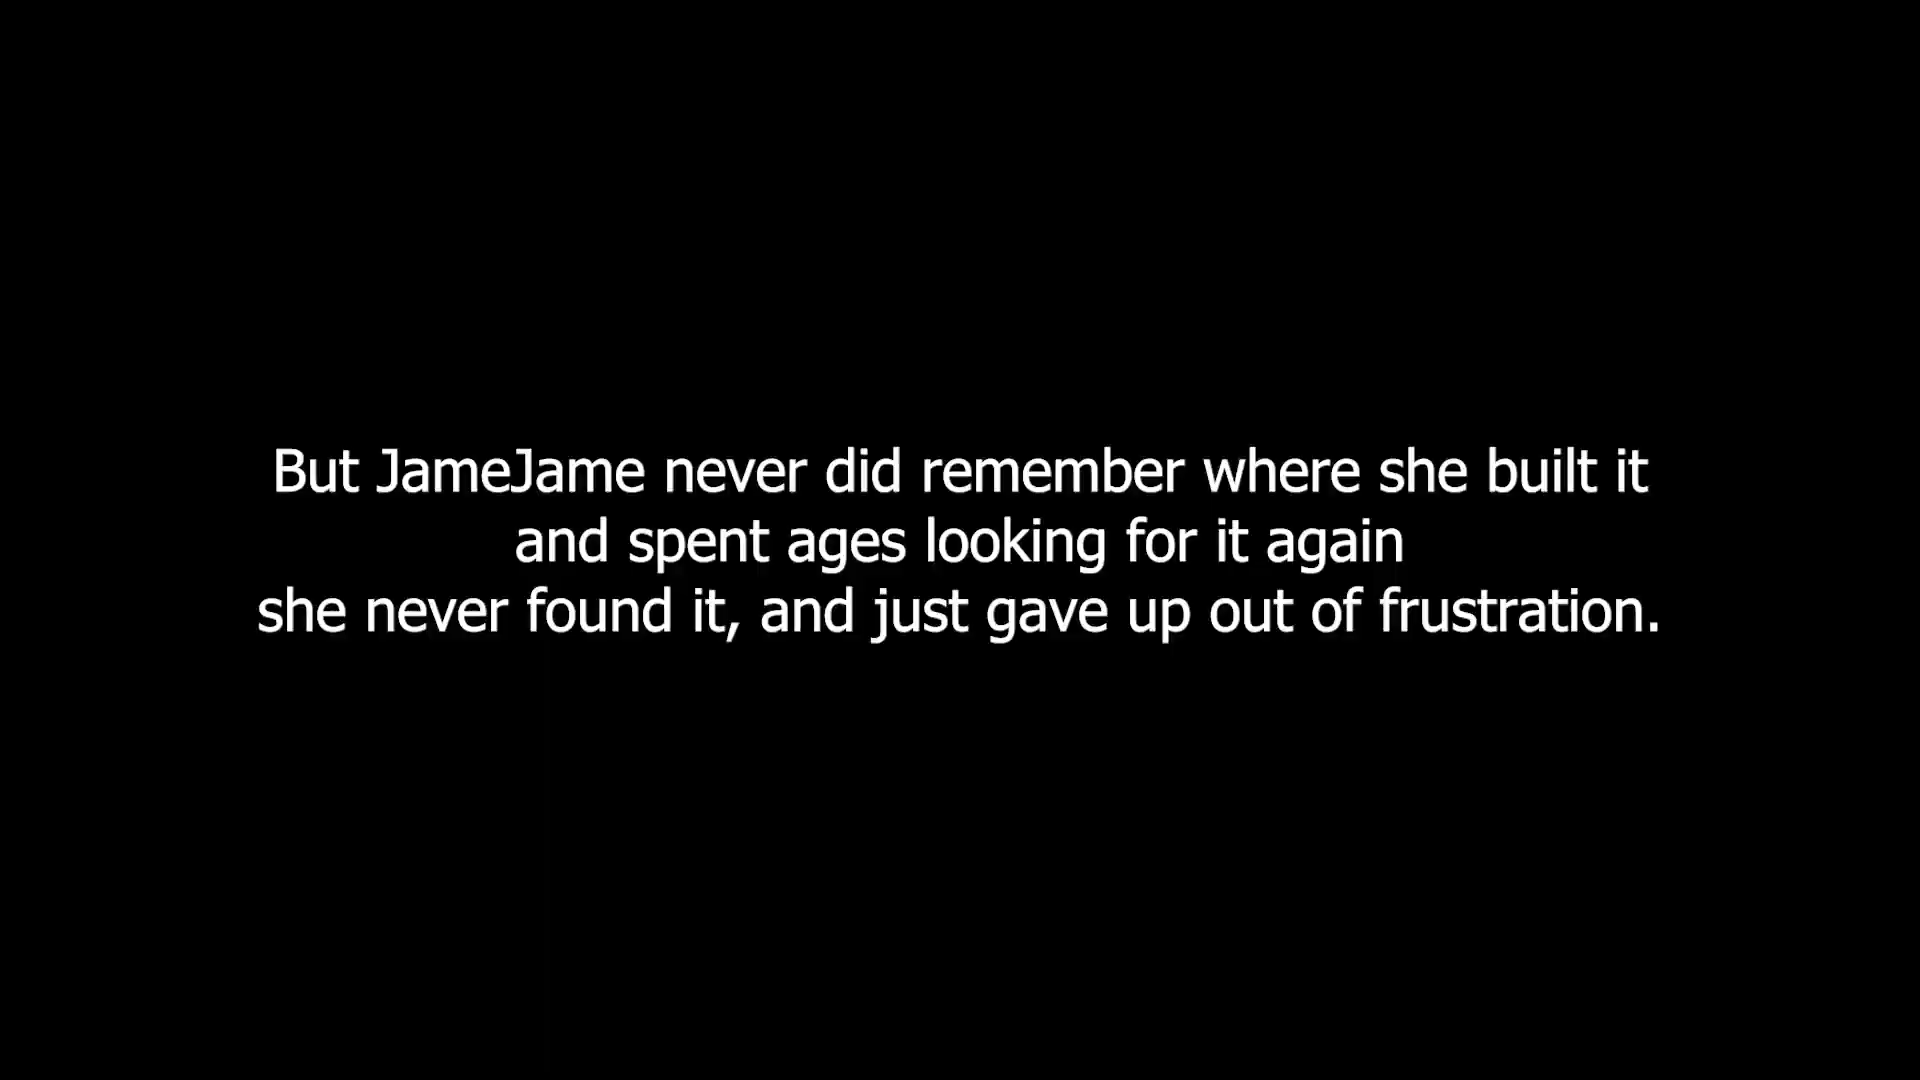 But JameJame never did remember where she built it
and spent ages looking for it again
she never found it, and just gave up out of frustration.